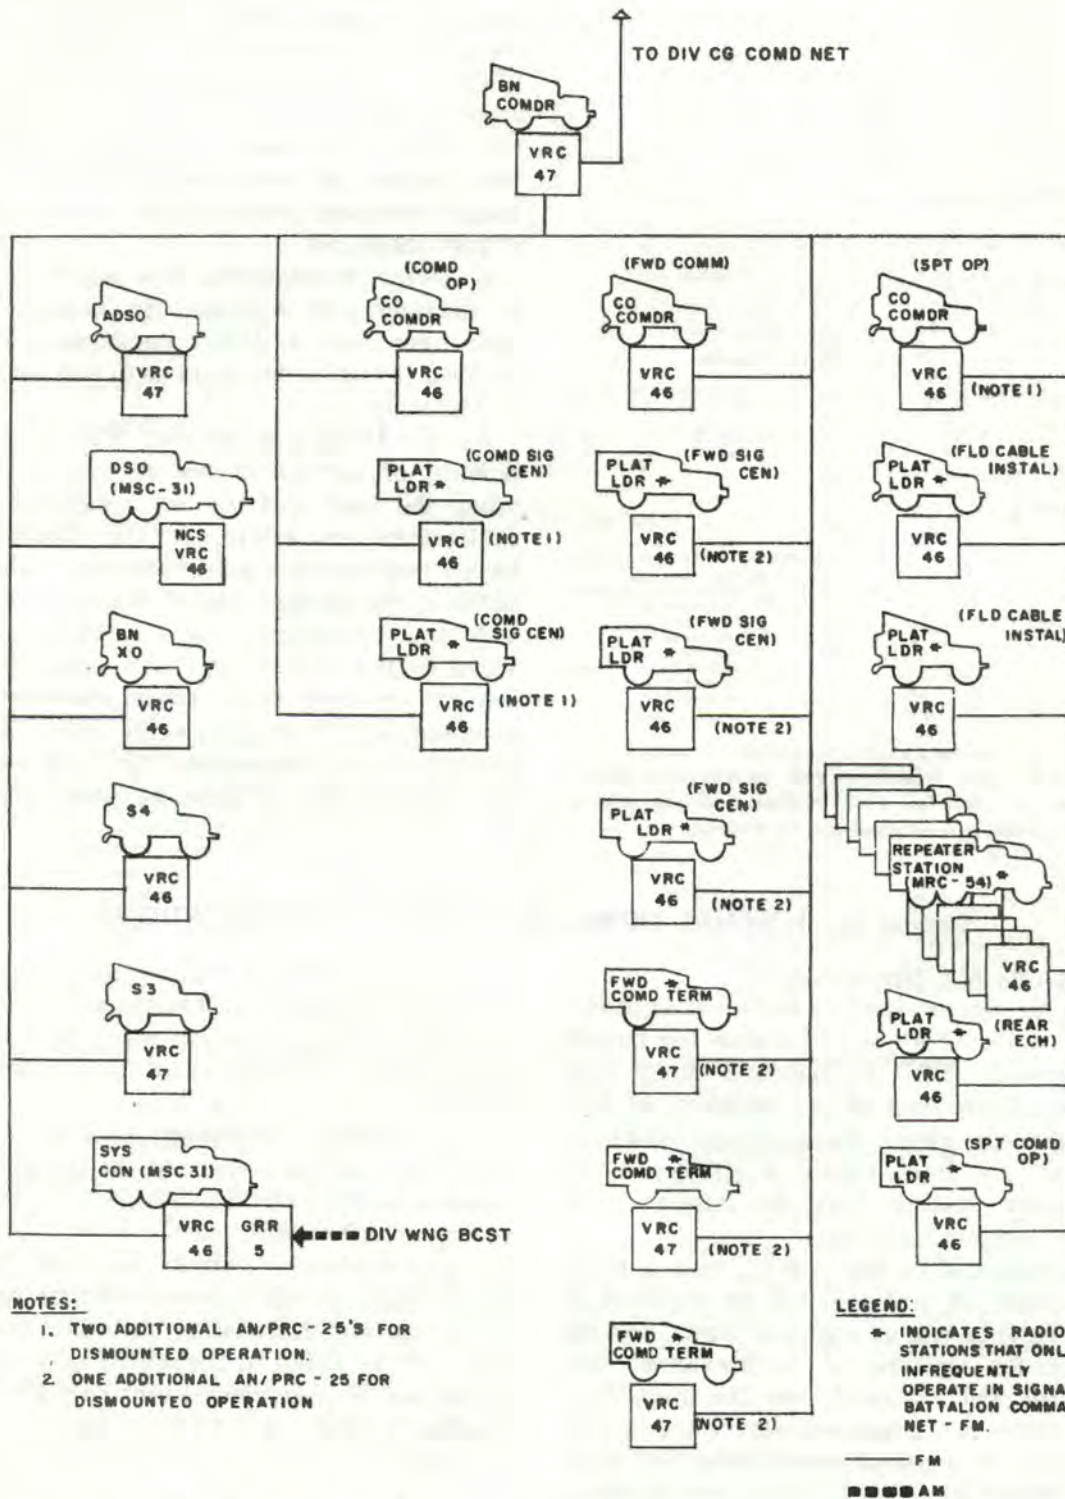 TO DIV CG COMD NET
BN
COMDR
VRC
47
ADSO
VRC
47
DSO
(MSC-31)
NCS
VRC
46
BN
XO
VRC
46
S4
VRC
46
S3
VRC
47
SYS
CON (MSC 31)
VRC
46
GRR
5
DIV WNG BCST
(COMD
OP)
CO
COMDR
VRC
46
(COMD SIG
CEN)
PLAT
LDR *
VRC
46
(NOTE 1)
(COMD
SIG CEN)
PLAT
LDR *
VRC
46
(NOTE 1)
(FWD COMM)
CO
COMDR
VRC
46
(FWD SIG
CEN)
PLAT
LDR *
VRC
46
(NOTE 2)
(FWD SIG
CEN)
PLAT
LDR *
VRC
46
(NOTE 2)
(FWD SIG
CEN)
PLAT
LDR *
VRC
46
(NOTE 2)
FWD *
COMD TERM
VRC
47
(NOTE 2)
FWD *
COMD TERM
VRC
47
(NOTE 2)
FWD *
COMD TERM
VRC
47
(NOTE 2)
(SPT OP)
CO
COMDR
VRC
46
(NOTE 1)
(FLD CABLE
INSTAL)
PLAT
LDR *
VRC
46
(FLD CABLE
INSTAL)
PLAT
LDR *
VRC
46
REPEATER
STATION *
(MRC-54)
VRC
46
(REAR
ECH)
PLAT
LDR *
VRC
46
(SPT COMD
OP)
PLAT
LDR *
VRC
46
NOTES:
1. TWO ADDITIONAL AN/PRC-25'S FOR
DISMOUNTED OPERATION.
2. ONE ADDITIONAL AN/PRC-25 FOR
DISMOUNTED OPERATION
LEGEND:
* INDICATES RADIO
STATIONS THAT ONL
INFREQUENTLY
OPERATE IN SIGNA
BATTALION COMMA
NET - FM.
FM
AM